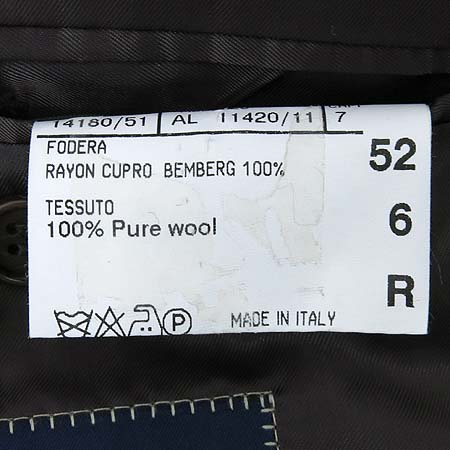 14180/51 AL 11420/11 7
FODERA
RAYON CUPRO BEMBERG 100%
52
TESSUTO
100% Pure wool
6
R
P
MADE IN ITALY